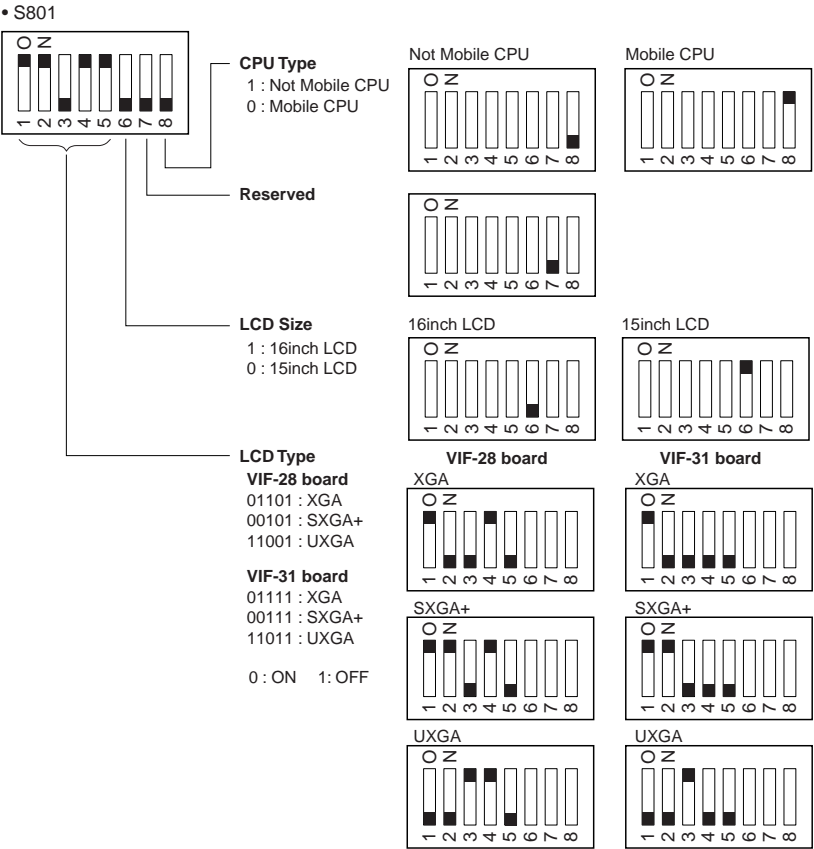 • S801
ON
1 2 3 4 5 6 7 8
CPU Type
1 : Not Mobile CPU
0 : Mobile CPU
Not Mobile CPU
ON
1 2 3 4 5 6 7 8
Mobile CPU
ON
1 2 3 4 5 6 7 8
Reserved
ON
1 2 3 4 5 6 7 8
LCD Size
1 : 16inch LCD
0 : 15inch LCD
16inch LCD
ON
1 2 3 4 5 6 7 8
15inch LCD
ON
1 2 3 4 5 6 7 8
LCD Type
VIF-28 board
01101 : XGA
00101 : SXGA+
11001 : UXGA
VIF-31 board
01111 : XGA
00111 : SXGA+
11011 : UXGA
0 : ON 1: OFF
VIF-28 board
XGA
ON
1 2 3 4 5 6 7 8
SXGA+
ON
1 2 3 4 5 6 7 8
UXGA
ON
1 2 3 4 5 6 7 8
VIF-31 board
XGA
ON
1 2 3 4 5 6 7 8
SXGA+
ON
1 2 3 4 5 6 7 8
UXGA
ON
1 2 3 4 5 6 7 8